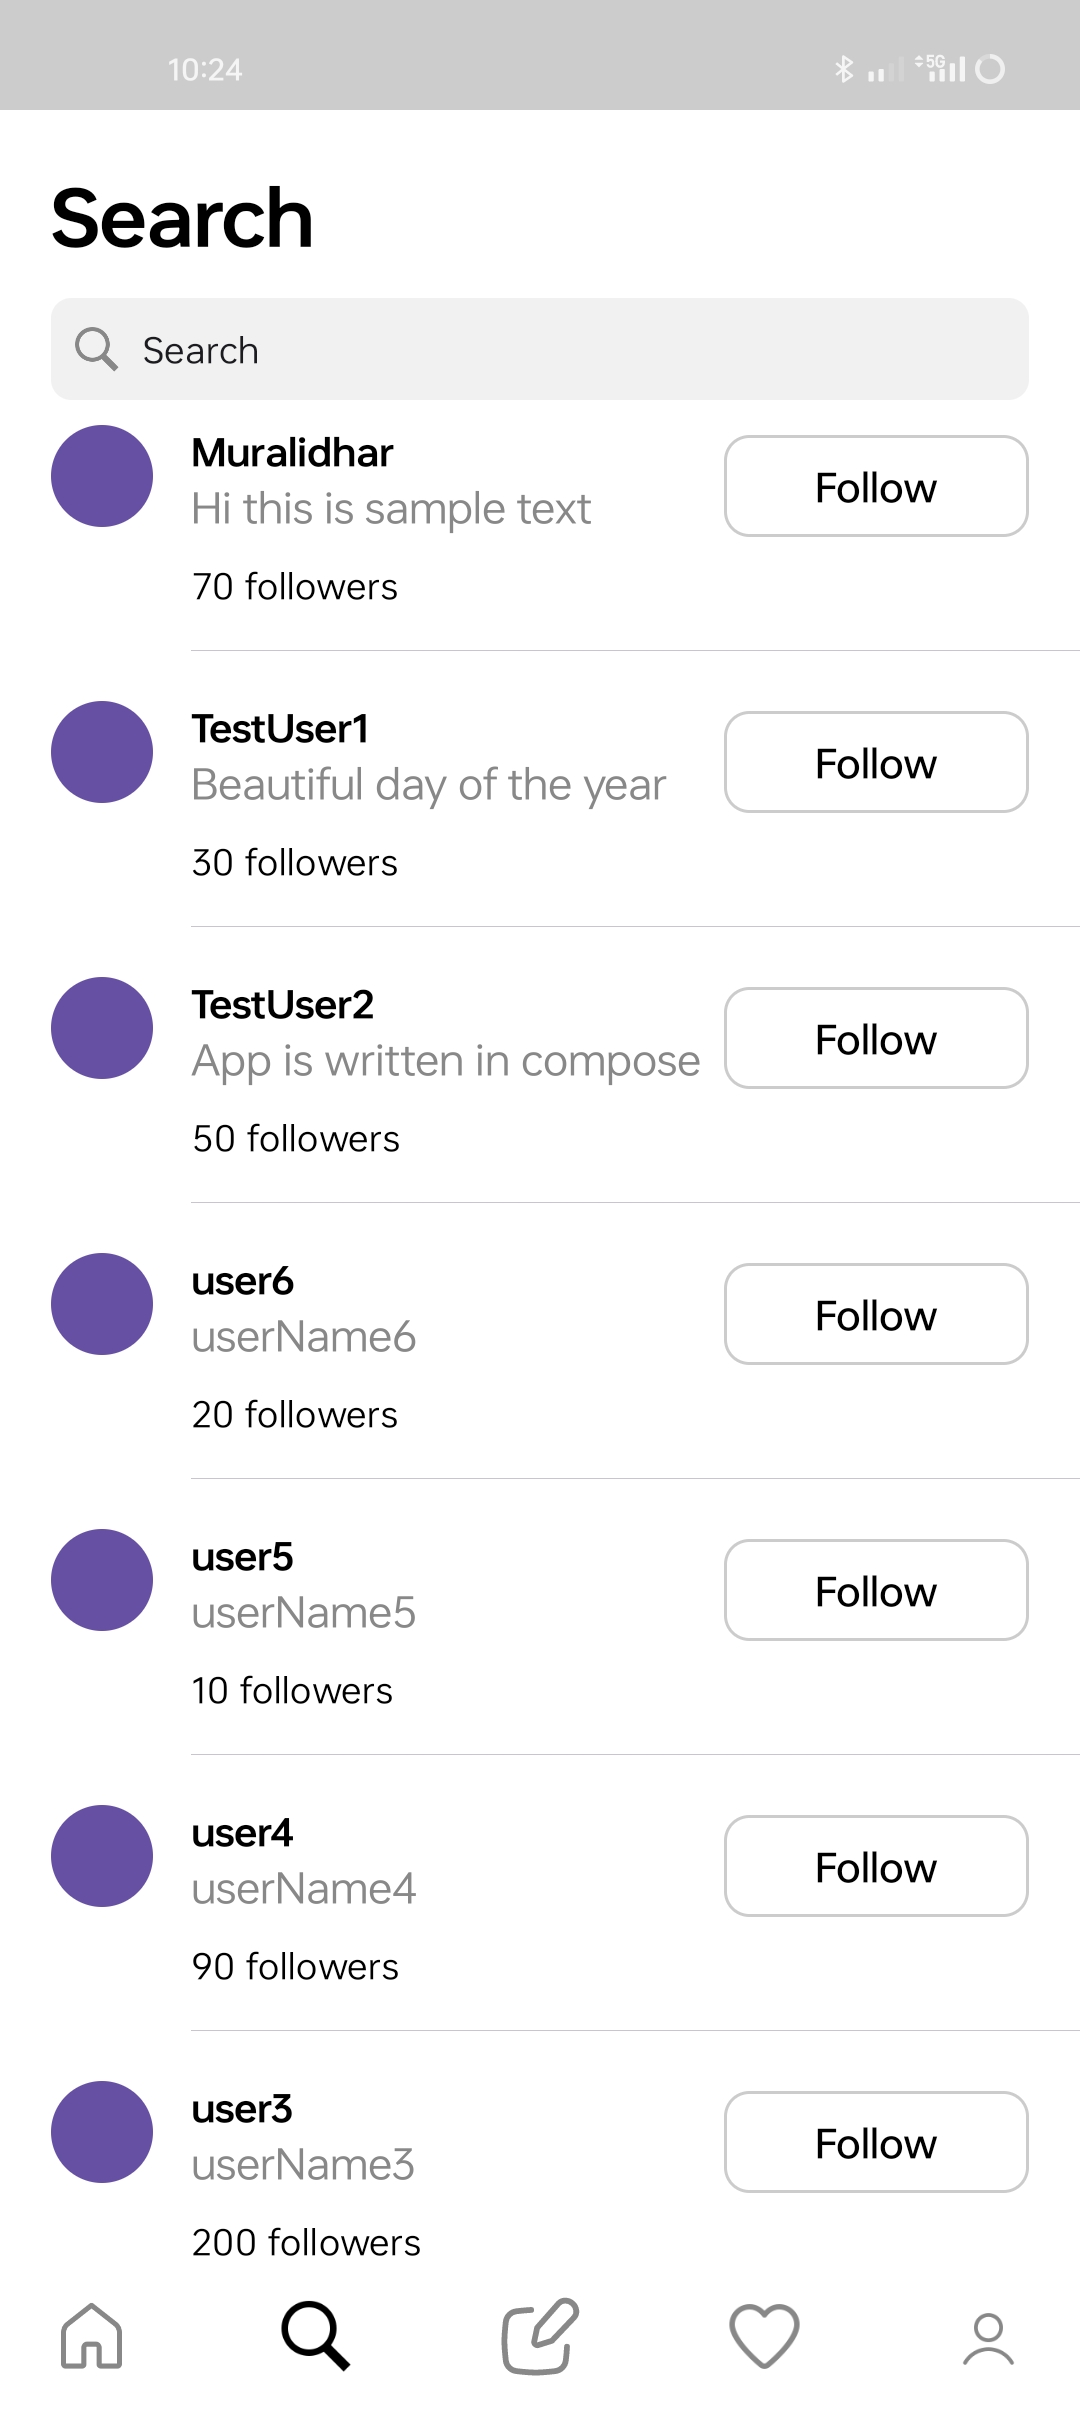 10:24
5G
Search
Search
Muralidhar
Hi this is sample text
Follow
70 followers
TestUser1
Beautiful day of the year
Follow
30 followers
TestUser2
App is written in compose
Follow
50 followers
user6
userName6
Follow
20 followers
user5
userName5
Follow
10 followers
user4
userName4
Follow
90 followers
user3
userName3
Follow
200 followers